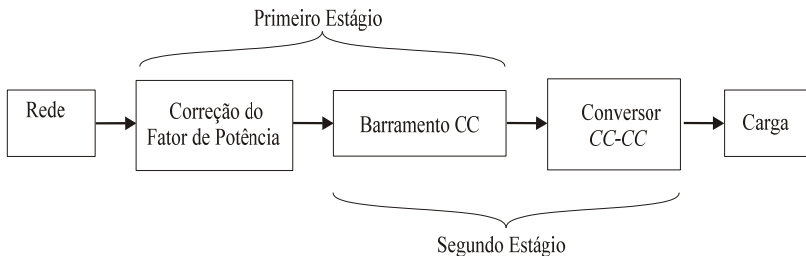 Primeiro Estágio
Rede
Correção do
Fator de Potência
Barramento CC
Conversor
CC-CC
Carga
Segundo Estágio